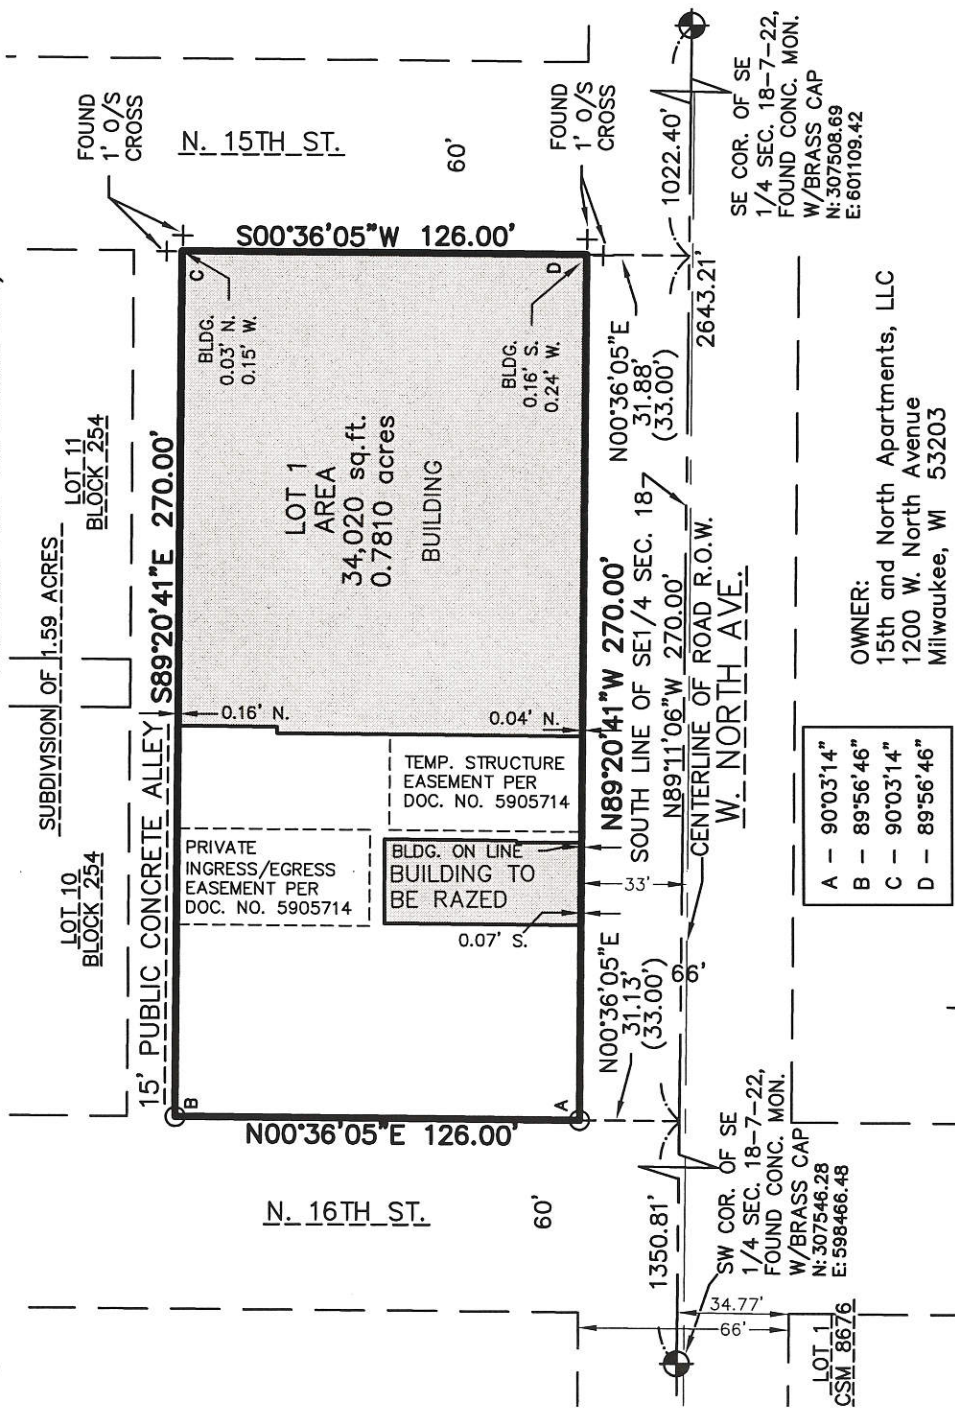 FOUND
1' O/S
CROSS
N. 15TH ST.
60'
FOUND
1' O/S
CROSS
SUBDIVISION OF 1.59 ACRES
LOT 10
BLOCK 254
LOT 11
BLOCK 254
15' PUBLIC CONCRETE ALLEY
S89°20'41"E 270.00'
S00°36'05"W 126.00'
B
C
BLDG.
0.03' N.
0.15' W.
0.16' N.
LOT 1
AREA
34,020 sq.ft.
0.7810 acres
BUILDING
PRIVATE
INGRESS/EGRESS
EASEMENT PER
DOC. NO. 5905714
TEMP. STRUCTURE
EASEMENT PER
DOC. NO. 5905714
BLDG. ON LINE
BUILDING TO
BE RAZED
0.07' S.
0.04' N.
BLDG.
0.16' S.
0.24' W.
A
D
N00°36'05"E 126.00'
N. 16TH ST.
60'
N89°20'41"W 270.00'
SOUTH LINE OF SE1/4 SEC. 18
N89°11'06"W 270.00'
CENTERLINE OF ROAD R.O.W.
W. NORTH AVE.
N00°36'05"E
31.13'
(33.00')
66'
33'
N00°36'05"E
31.88'
(33.00')
1350.81'
1022.40'
2643.21'
SW COR. OF SE
1/4 SEC. 18-7-22,
FOUND CONC. MON.
W/BRASS CAP
N: 307546.28
E: 598466.48
SE COR. OF SE
1/4 SEC. 18-7-22,
FOUND CONC. MON.
W/BRASS CAP
N: 307508.69
E: 601109.42
34.77'
66'
LOT 1
CSM 8676
A - 90°03'14"
B - 89°56'46"
C - 90°03'14"
D - 89°56'46"
OWNER:
15th and North Apartments, LLC
1200 W. North Avenue
Milwaukee, WI 53203